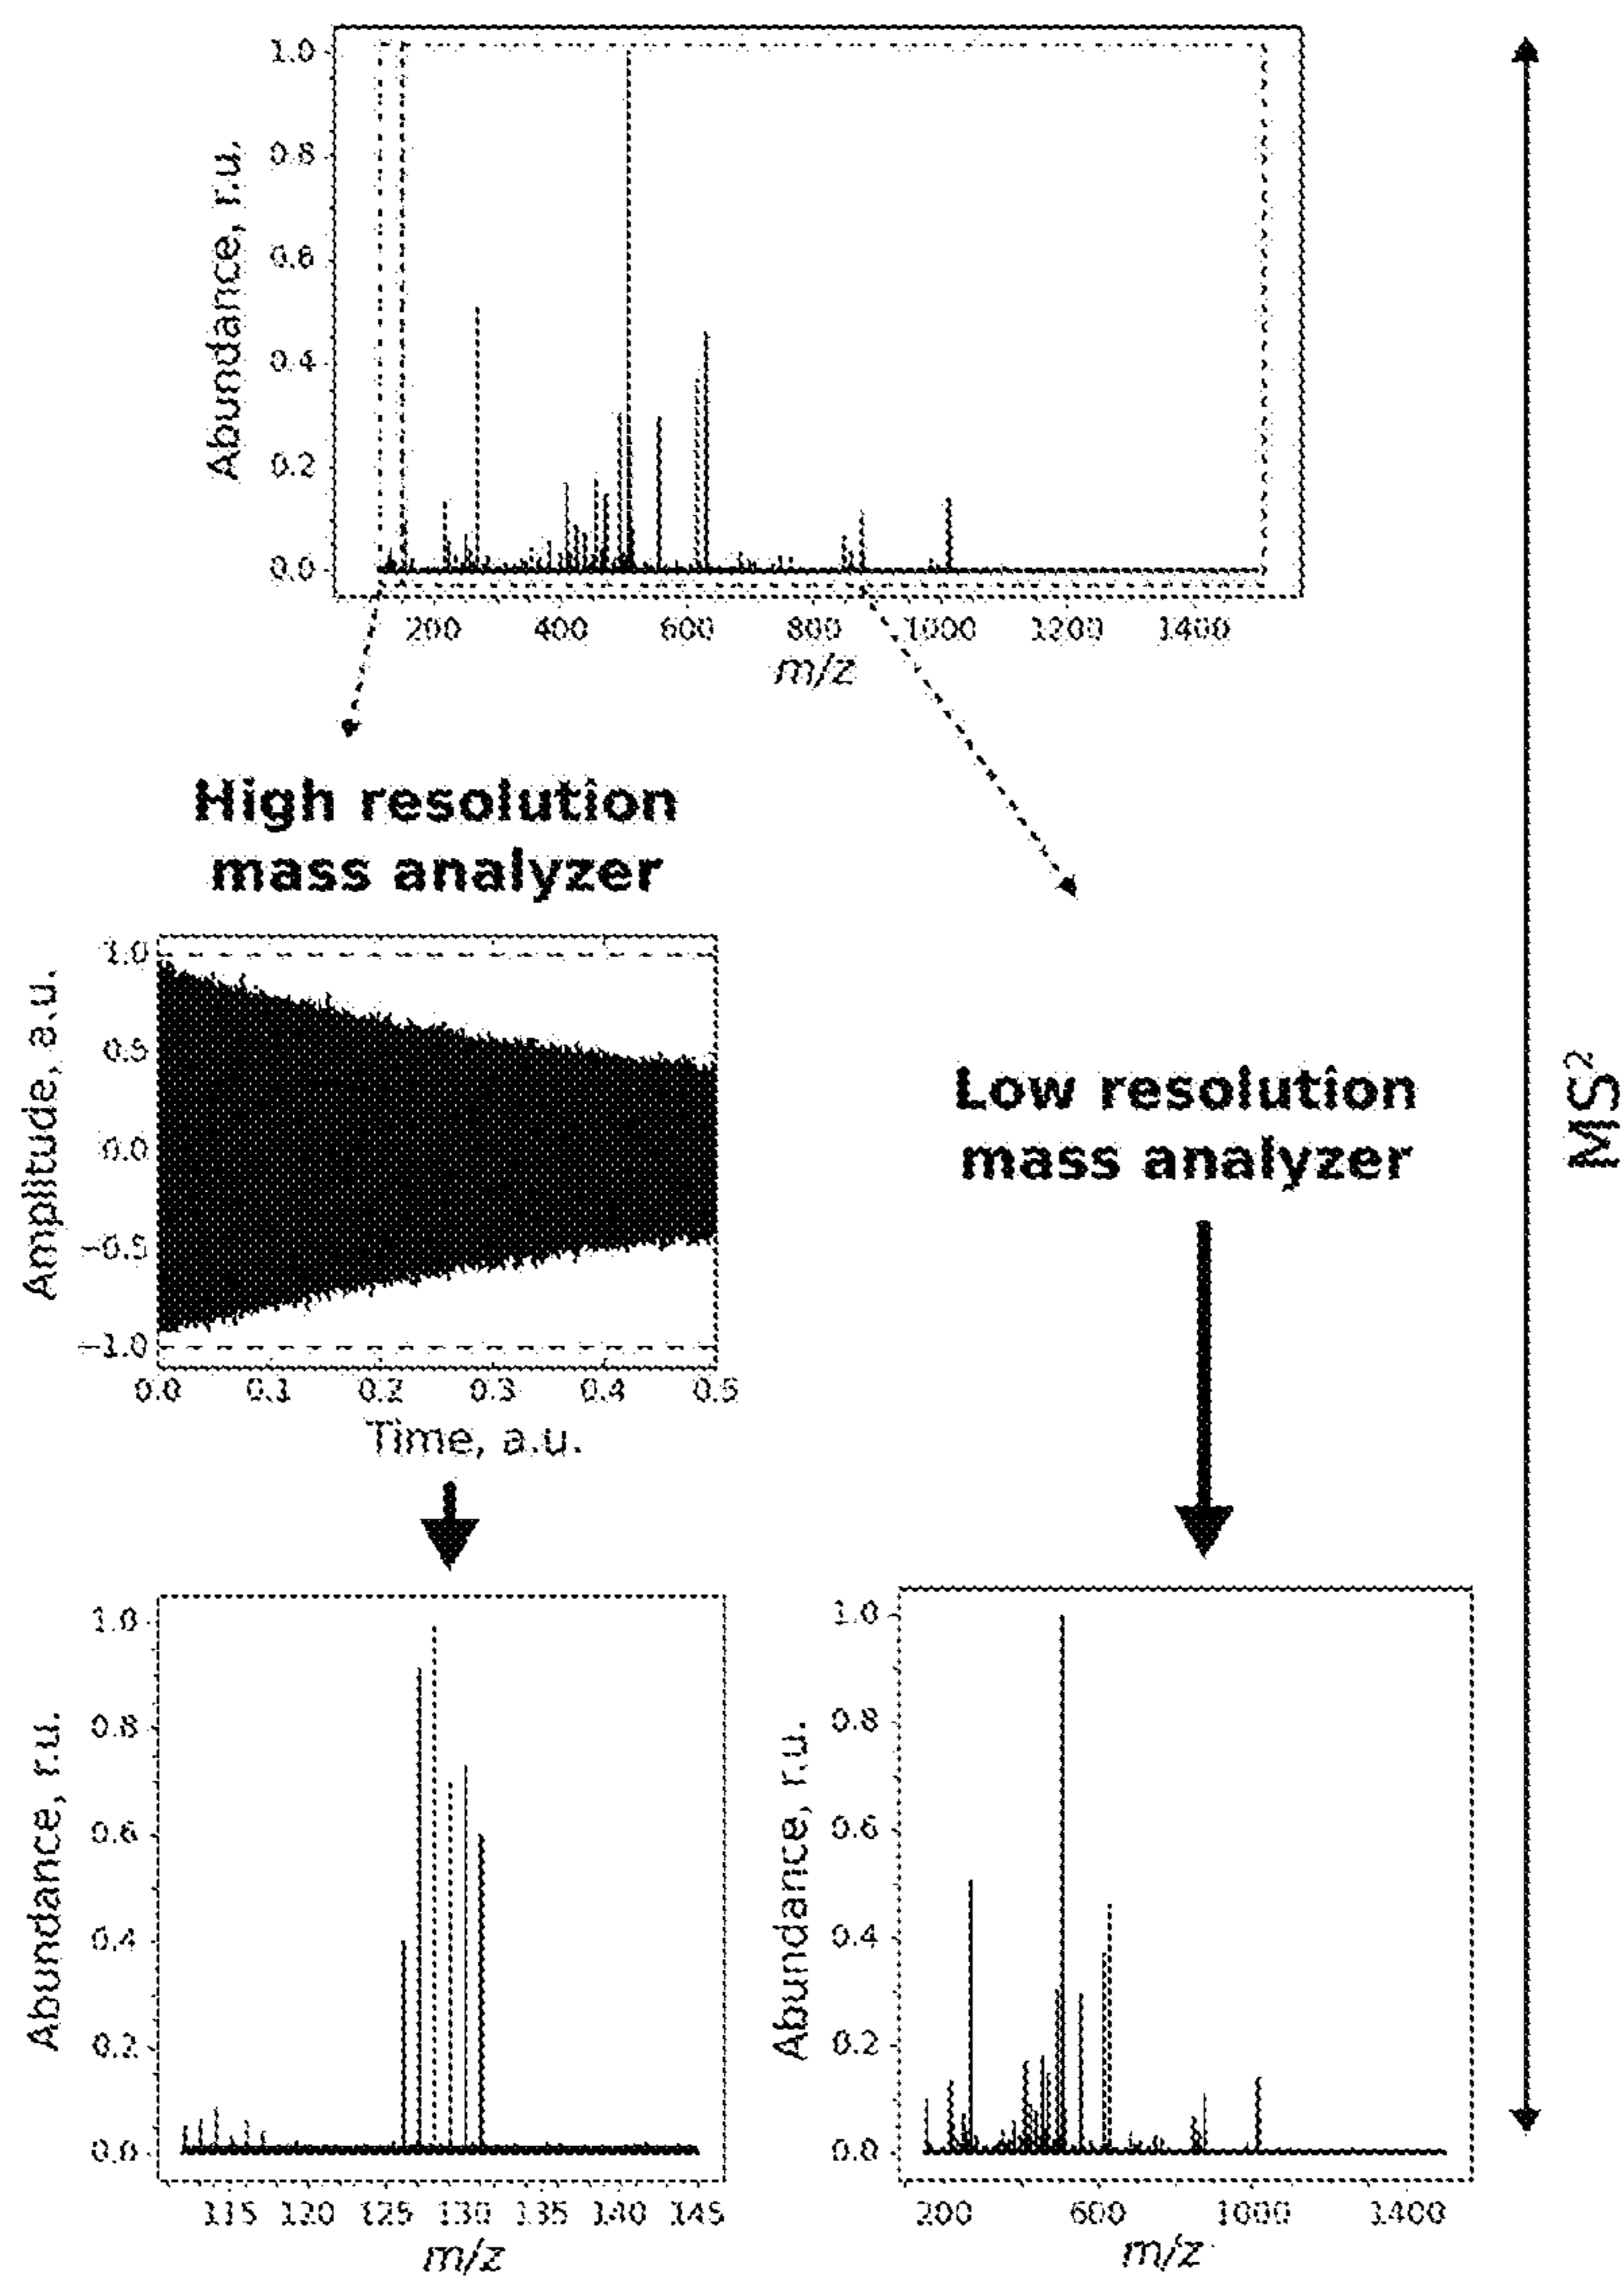 Abundance, r.u.
1.0
0.8
0.6
0.4
0.2
0.0
200 400 600 800 1000 1200 1400
m/z
High resolution
mass analyzer
Amplitude, a.u.
1.0
0.5
0.0
−0.5
−1.0
0.0 0.1 0.2 0.3 0.4 0.5
Time, a.u.
Low resolution
mass analyzer
MS²
Abundance, r.u.
1.0
0.8
0.6
0.4
0.2
0.0
115 120 125 130 135 140 145
m/z
Abundance, r.u.
1.0
0.8
0.6
0.4
0.2
0.0
200 600 1000 1400
m/z